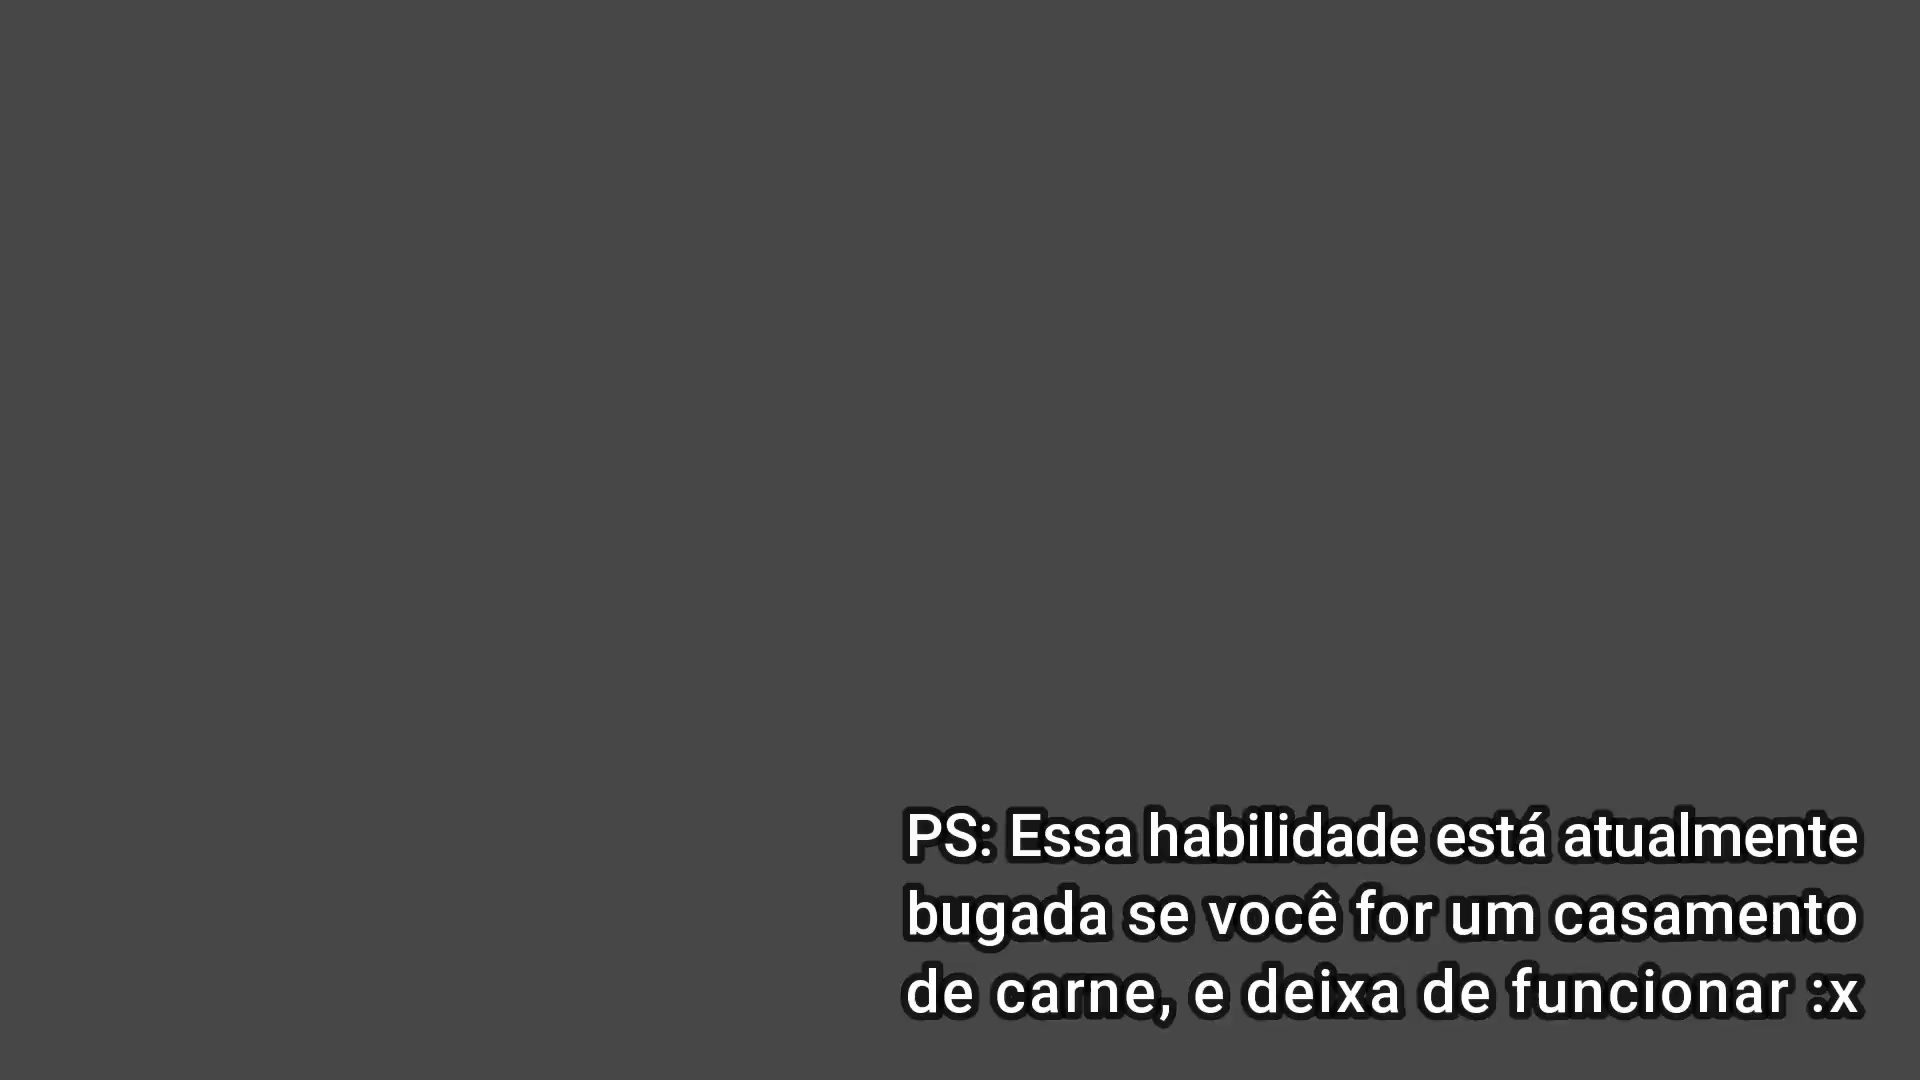 PS: Essa habilidade está atualmente
bugada se você for um casamento
de carne, e deixa de funcionar :x